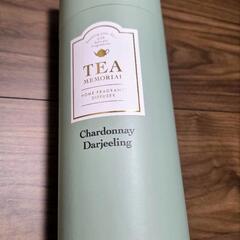 TEA
MEMORIAL
HOME FRAGRANCE
DIFFUSER
Chardonnay
Darjeeling